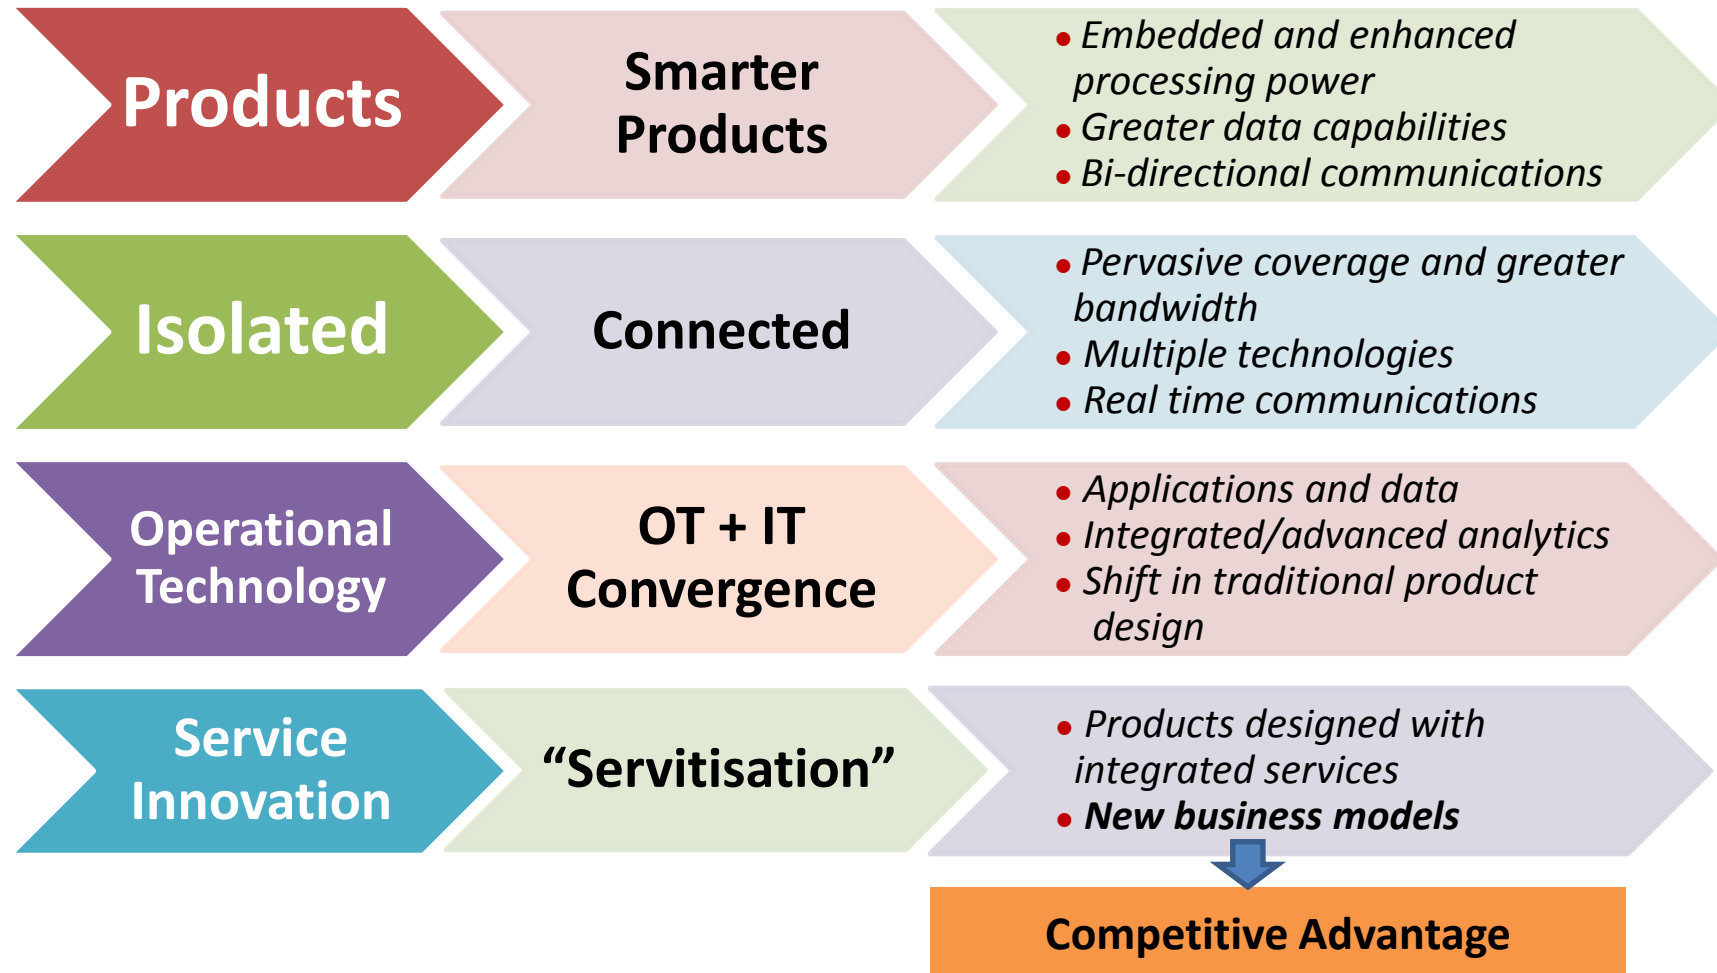 Products
Smarter
Products
• Embedded and enhanced
processing power
• Greater data capabilities
• Bi-directional communications
Isolated
Connected
• Pervasive coverage and greater
bandwidth
• Multiple technologies
• Real time communications
Operational
Technology
OT + IT
Convergence
• Applications and data
• Integrated/advanced analytics
• Shift in traditional product
design
Service
Innovation
“Servitisation”
• Products designed with
integrated services
• New business models
Competitive Advantage